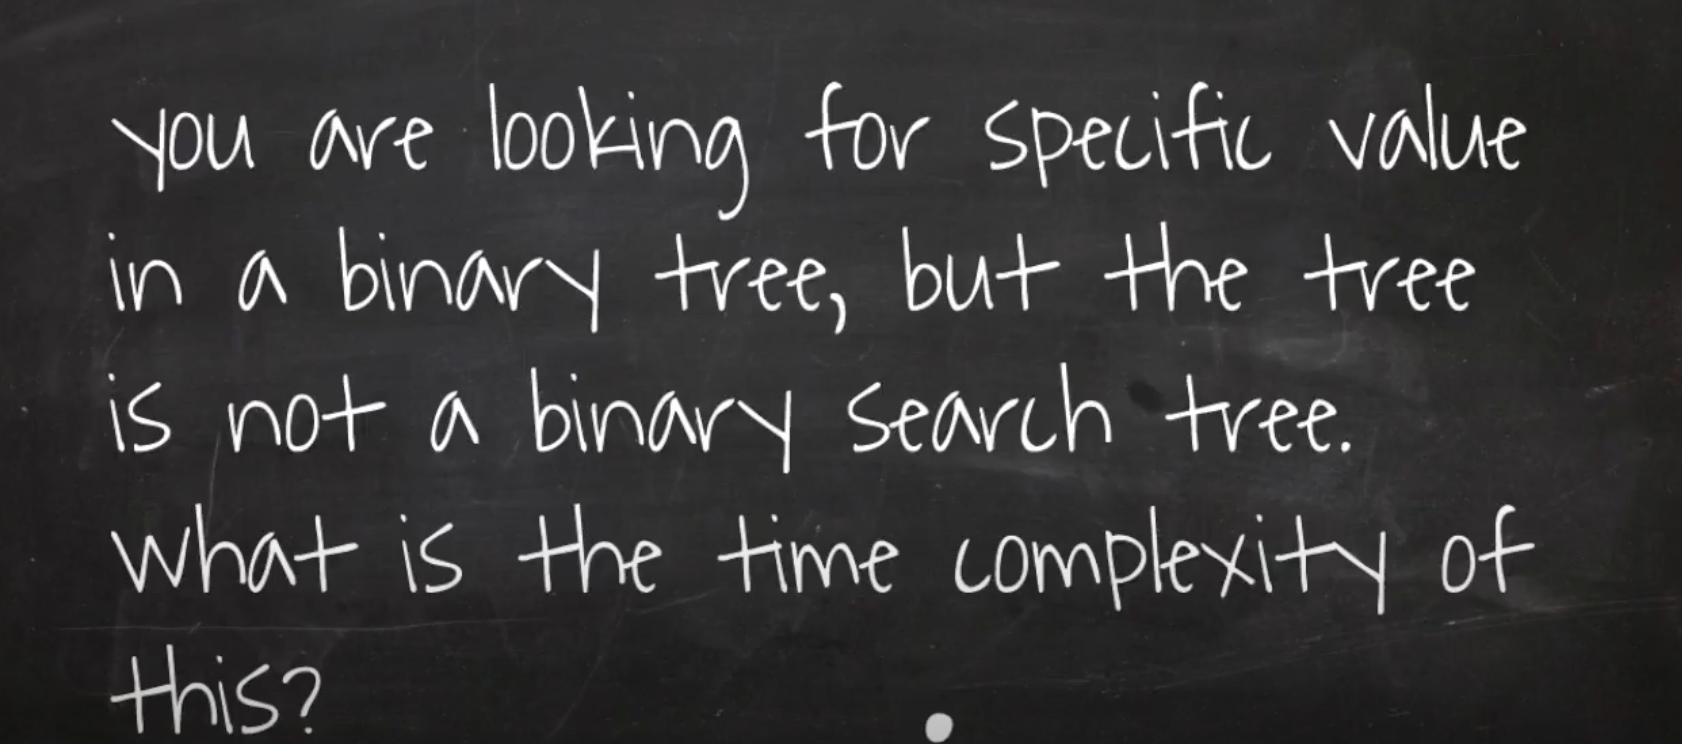 you are looking for specific value
in a binary tree, but the tree
is not a binary search tree.
what is the time complexity of
this?